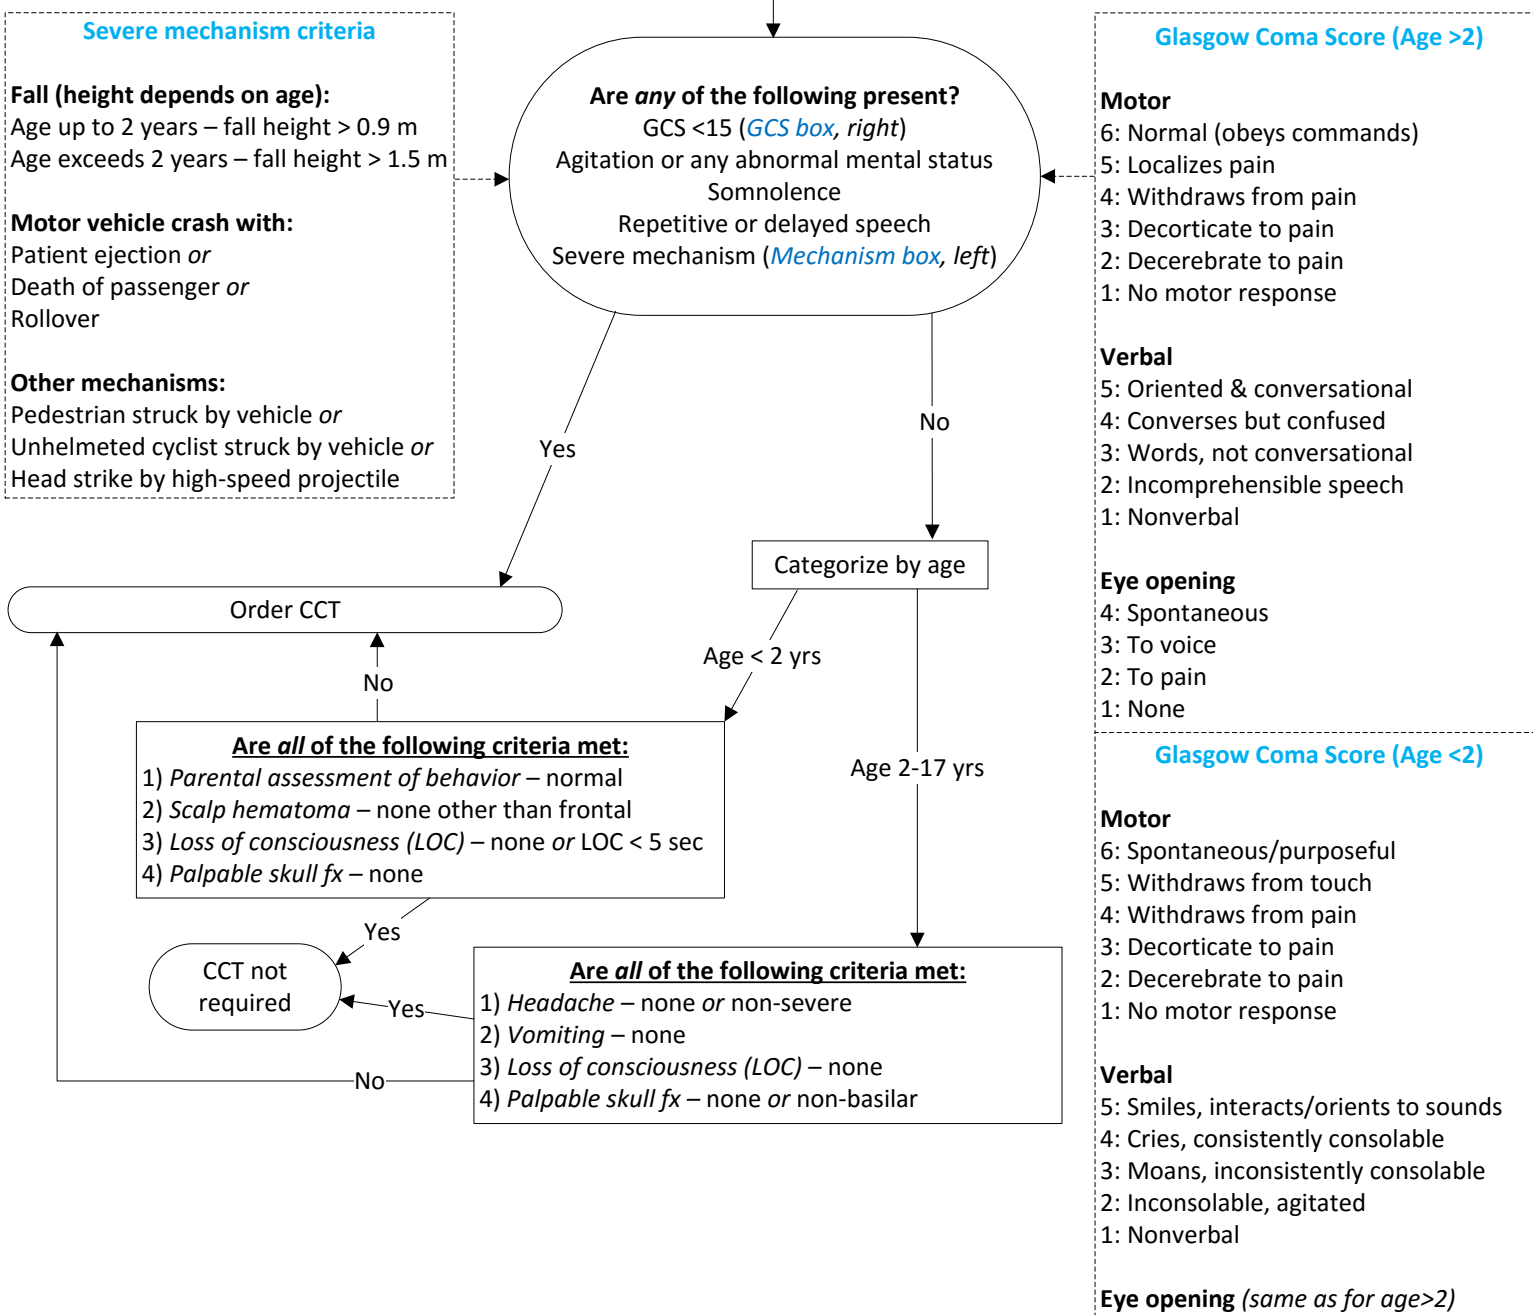 Severe mechanism criteria
Fall (height depends on age):
Age up to 2 years – fall height > 0.9 m
Age exceeds 2 years – fall height > 1.5 m
Motor vehicle crash with:
Patient ejection or
Death of passenger or
Rollover
Other mechanisms:
Pedestrian struck by vehicle or
Unhelmeted cyclist struck by vehicle or
Head strike by high-speed projectile
Are any of the following present?
GCS <15 (GCS box, right)
Agitation or any abnormal mental status
Somnolence
Repetitive or delayed speech
Severe mechanism (Mechanism box, left)
Yes
No
Order CCT
Categorize by age
Age < 2 yrs
Age 2-17 yrs
No
Are all of the following criteria met:
1) Parental assessment of behavior – normal
2) Scalp hematoma – none other than frontal
3) Loss of consciousness (LOC) – none or LOC < 5 sec
4) Palpable skull fx – none
Yes
CCT not
required
Yes
No
Are all of the following criteria met:
1) Headache – none or non-severe
2) Vomiting – none
3) Loss of consciousness (LOC) – none
4) Palpable skull fx – none or non-basilar
Glasgow Coma Score (Age >2)
Motor
6: Normal (obeys commands)
5: Localizes pain
4: Withdraws from pain
3: Decorticate to pain
2: Decerebrate to pain
1: No motor response
Verbal
5: Oriented & conversational
4: Converses but confused
3: Words, not conversational
2: Incomprehensible speech
1: Nonverbal
Eye opening
4: Spontaneous
3: To voice
2: To pain
1: None
Glasgow Coma Score (Age <2)
Motor
6: Spontaneous/purposeful
5: Withdraws from touch
4: Withdraws from pain
3: Decorticate to pain
2: Decerebrate to pain
1: No motor response
Verbal
5: Smiles, interacts/orients to sounds
4: Cries, consistently consolable
3: Moans, inconsistently consolable
2: Inconsolable, agitated
1: Nonverbal
Eye opening (same as for age>2)